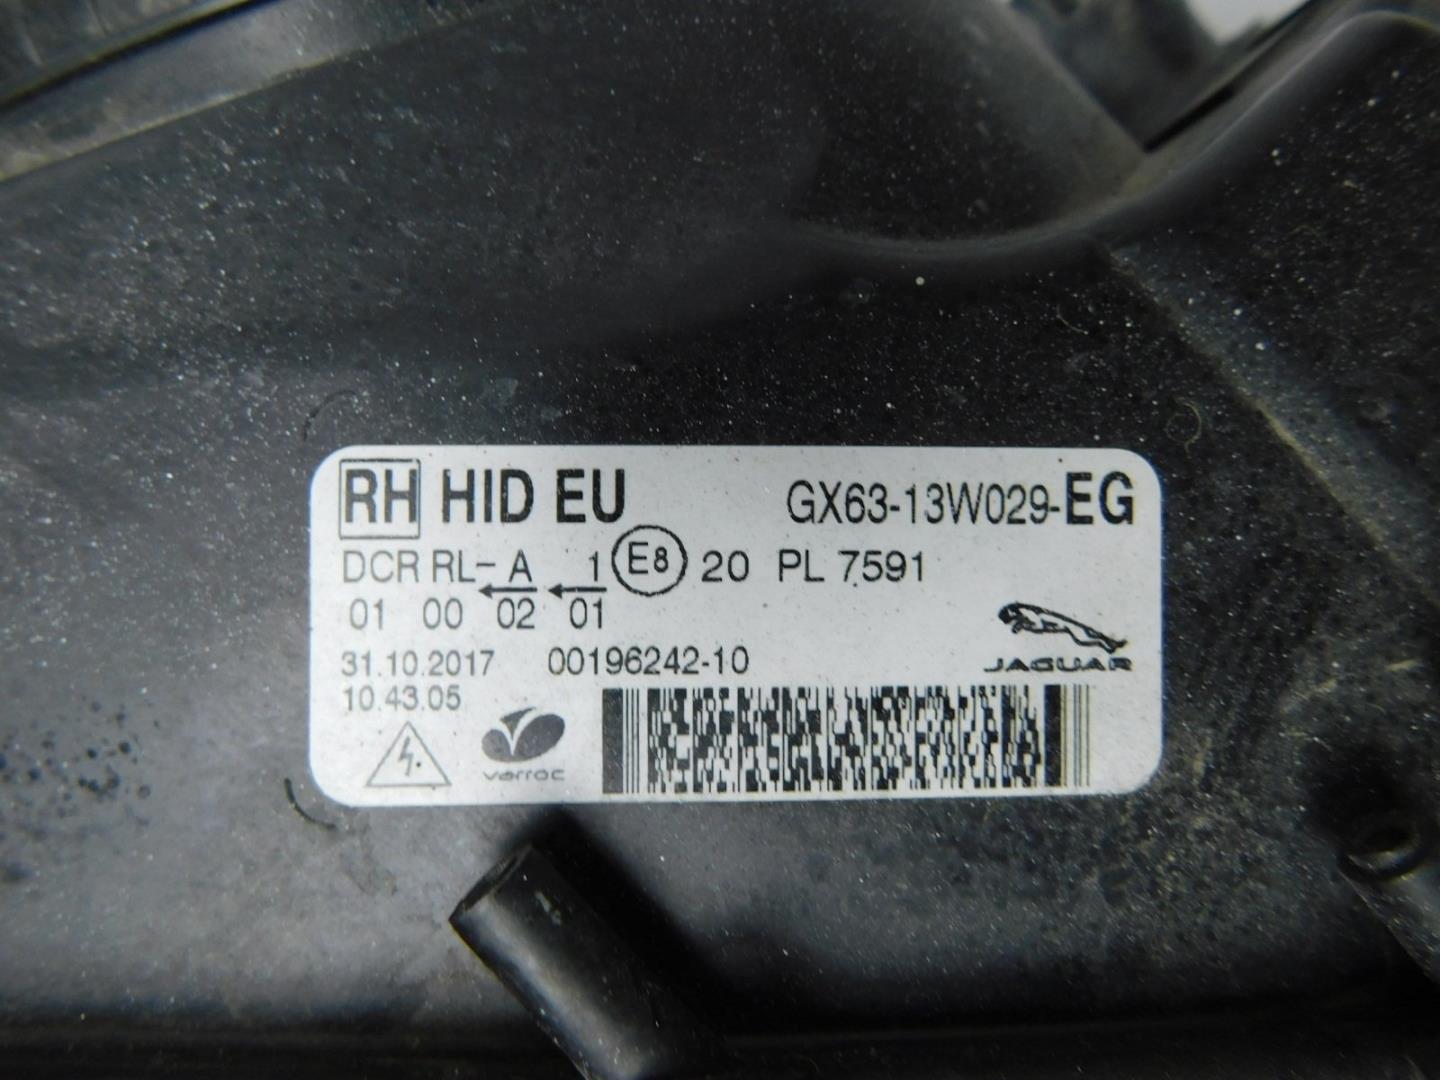 RH HID EU GX63-13W029-EG
DCR RL- A 1 E8 20 PL 7591
01 00 02 01
31.10.2017 00196242-10
10.43.05
JAGUAR
varroc